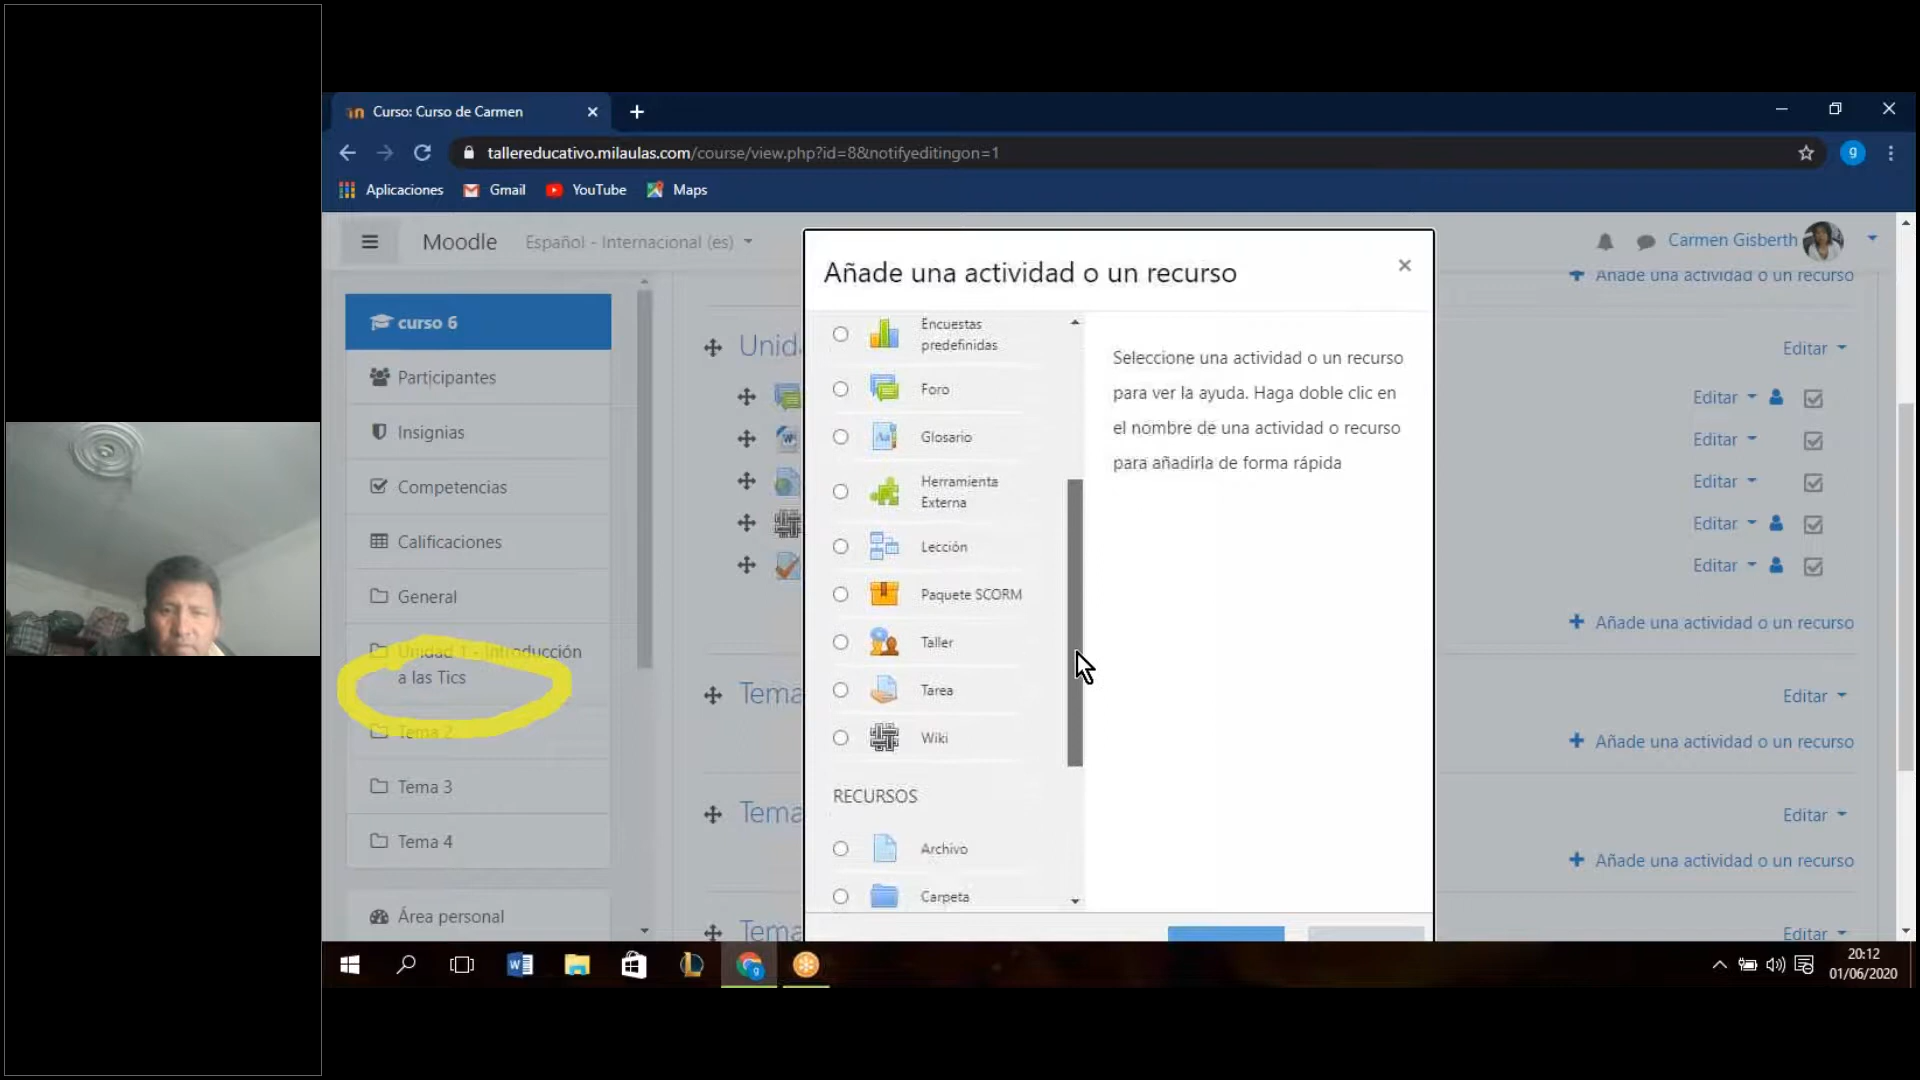 Curso: Curso de Carmen
tallereducativo.milaulas.com/course/view.php?id=8&notifyeditingon=1
g
Aplicaciones
Gmail
YouTube
Maps
Moodle
Español - Internacional (es)
Carmen Gisberth
curso 6
Participantes
Insignias
Competencias
Calificaciones
General
Unidad 1 - Introducción
a las Tics
Tema 2
Tema 3
Tema 4
Área personal
Añade una actividad o un recurso
Encuestas
predefinidas
Foro
Glosario
Herramienta
Externa
Lección
Paquete SCORM
Taller
Tarea
Wiki
RECURSOS
Archivo
Carpeta
Seleccione una actividad o un recurso
para ver la ayuda. Haga doble clic en
el nombre de una actividad o recurso
para añadirla de forma rápida
Unid
Tema
Tema
Tema
Añade una actividad o un recurso
Editar
Editar
Editar
Editar
Editar
Editar
Añade una actividad o un recurso
Editar
Añade una actividad o un recurso
Editar
Añade una actividad o un recurso
Editar
20:12
01/06/2020